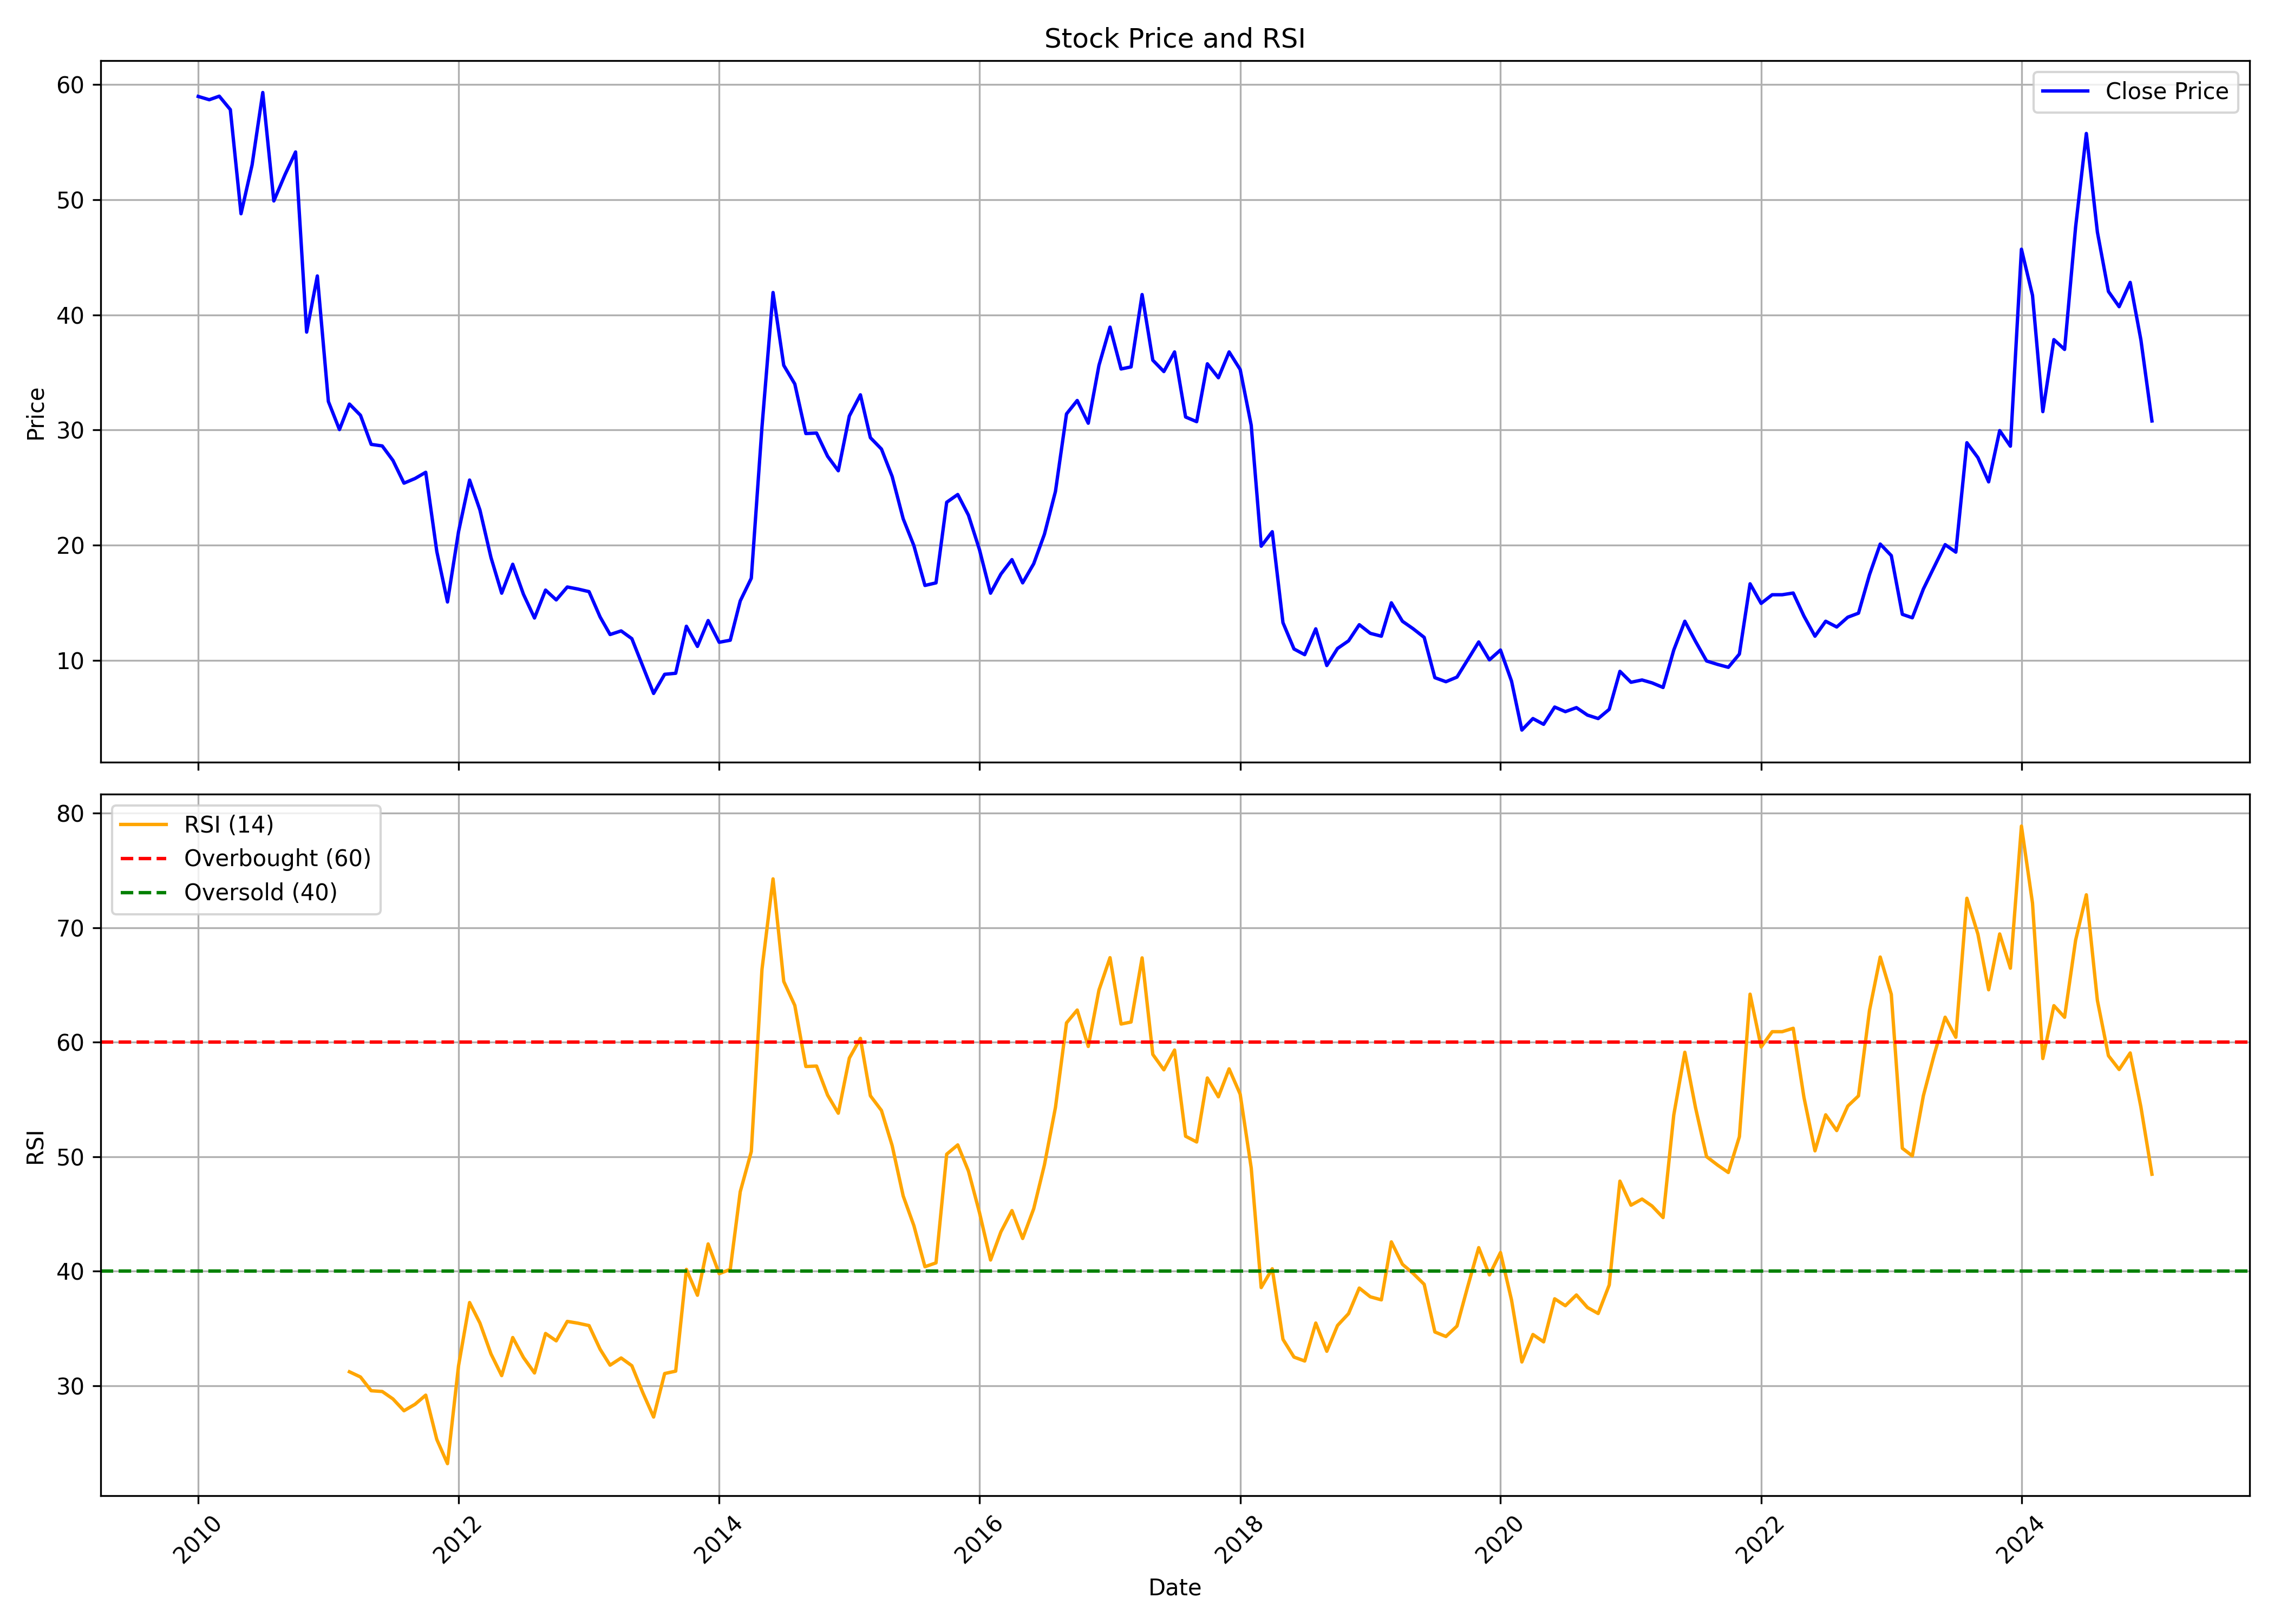 Stock Price and RSI
Close Price
Price
60
50
40
30
20
10
RSI (14)
Overbought (60)
Oversold (40)
RSI
80
70
60
50
40
30
2010
2012
2014
2016
2018
2020
2022
2024
Date